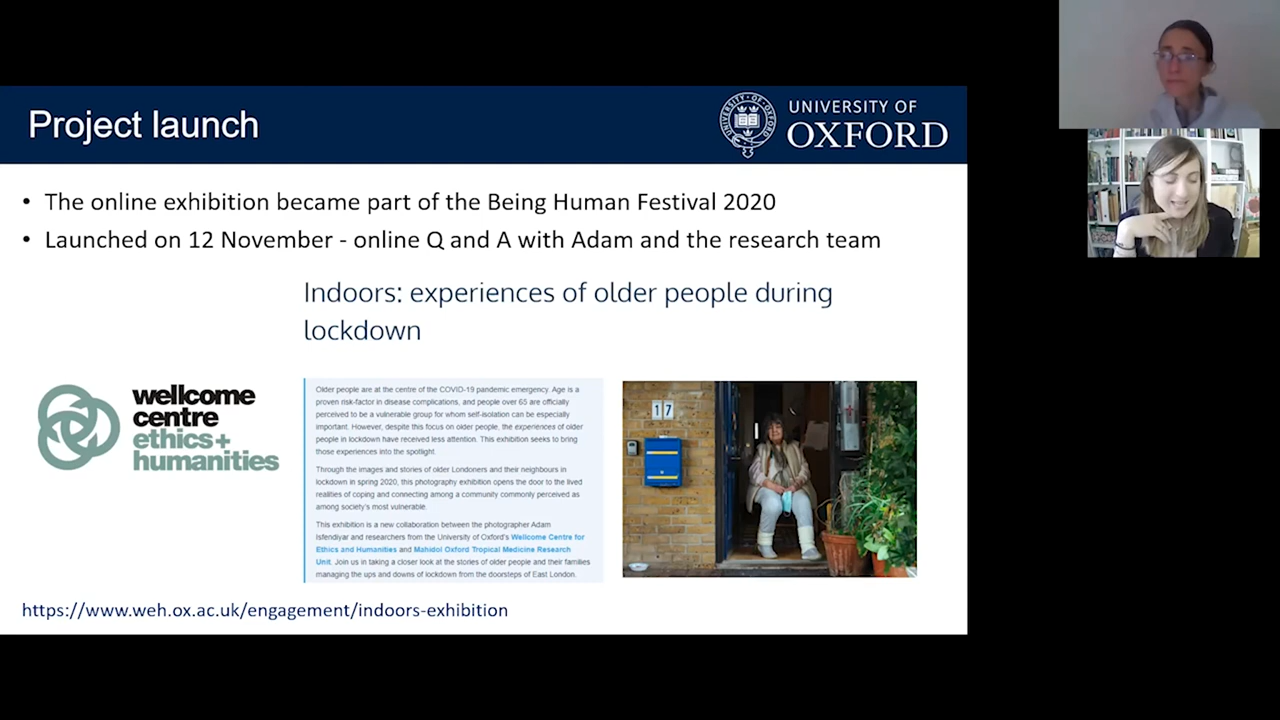 Project launch
UNIVERSITY OF
OXFORD
• The online exhibition became part of the Being Human Festival 2020
• Launched on 12 November - online Q and A with Adam and the research team
Indoors: experiences of older people during
lockdown
wellcome
centre
ethics+
humanities
Older people are at the centre of the COVID-19 pandemic emergency. Age is a
proven risk-factor in disease complications, and people over 65 are officially
perceived to be a vulnerable group for whom self-isolation can be especially
important. However, despite this focus on older people, the experiences of older
people in lockdown have received less attention. This exhibition seeks to bring
those experiences into the spotlight.
Through the images and stories of older Londoners and their neighbours in
lockdown in spring 2020, this photography exhibition opens the door to the lived
realities of coping and connecting among a community commonly perceived as
among society's most vulnerable.
This exhibition is a new collaboration between the photographer Adam
Isfendiyar and researchers from the University of Oxford's Wellcome Centre for
Ethics and Humanities and Mahidol Oxford Tropical Medicine Research
Unit. Join us in taking a closer look at the stories of older people and their families
managing the ups and downs of lockdown from the doorsteps of East London.
17
https://www.weh.ox.ac.uk/engagement/indoors-exhibition